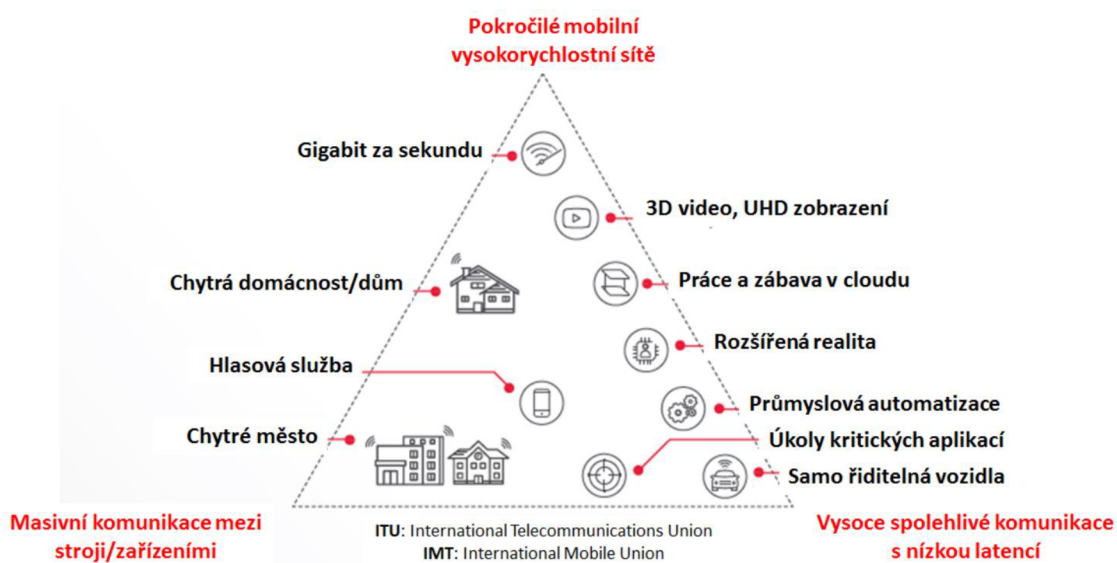 Pokročilé mobilní
vysokorychlostní sítě
Gigabit za sekundu
3D video, UHD zobrazení
Chytrá domácnost/dům
Práce a zábava v cloudu
Rozšířená realita
Hlasová služba
Průmyslová automatizace
Chytré město
Úkoly kritických aplikací
Samo řiditelná vozidla
Masivní komunikace mezi
stroji/zařízeními
ITU: International Telecommunications Union
IMT: International Mobile Union
Vysoce spolehlivé komunikace
s nízkou latencí